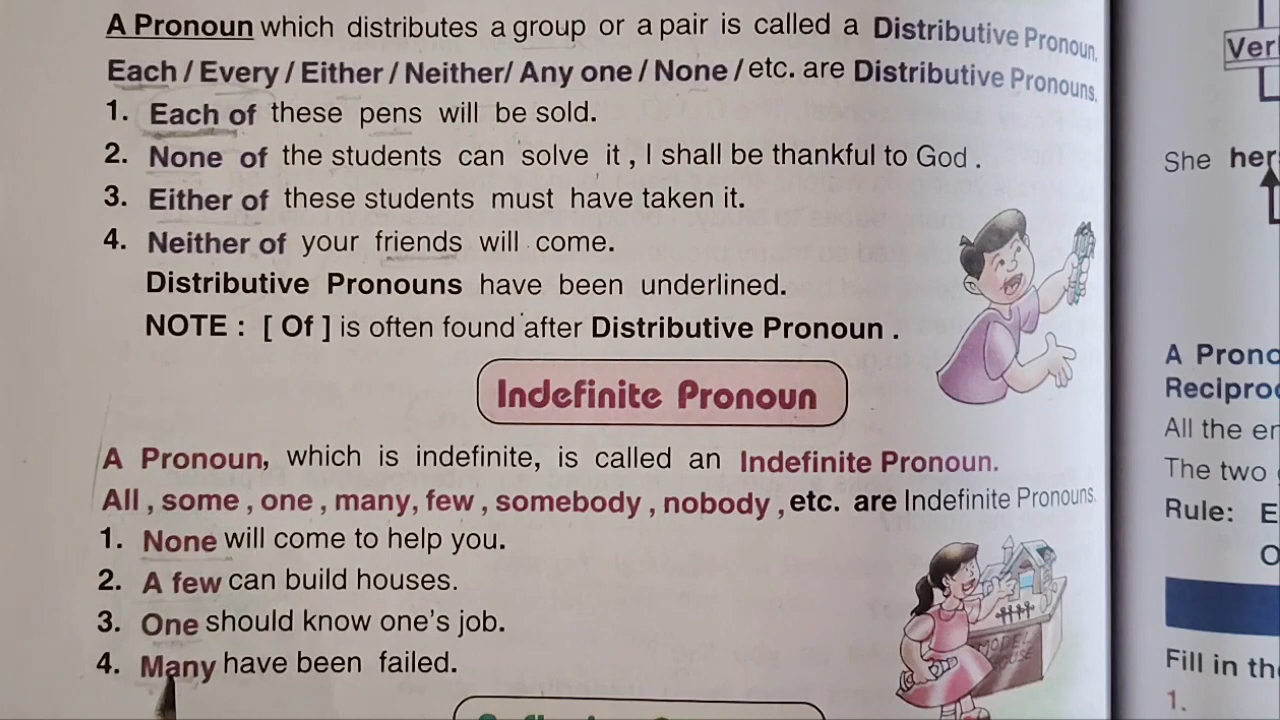 A Pronoun which distributes a group or a pair is called a Distributive Pronoun.
Each / Every / Either / Neither/ Any one / None / etc. are Distributive Pronouns.
1. Each of these pens will be sold.
2. None of the students can solve it , I shall be thankful to God .
3. Either of these students must have taken it.
4. Neither of your friends will come.
Distributive Pronouns have been underlined.
NOTE : [ Of ] is often found after Distributive Pronoun .
Indefinite Pronoun
A Pronoun, which is indefinite, is called an Indefinite Pronoun.
All , some , one , many, few , somebody , nobody , etc. are Indefinite Pronouns.
1. None will come to help you.
2. A few can build houses.
3. One should know one's job.
4. Many have been failed.
MODEL
HOUSE
She her
A Prono
Reciproc
All the en
The two
Rule: E
O
Fill in th
1.